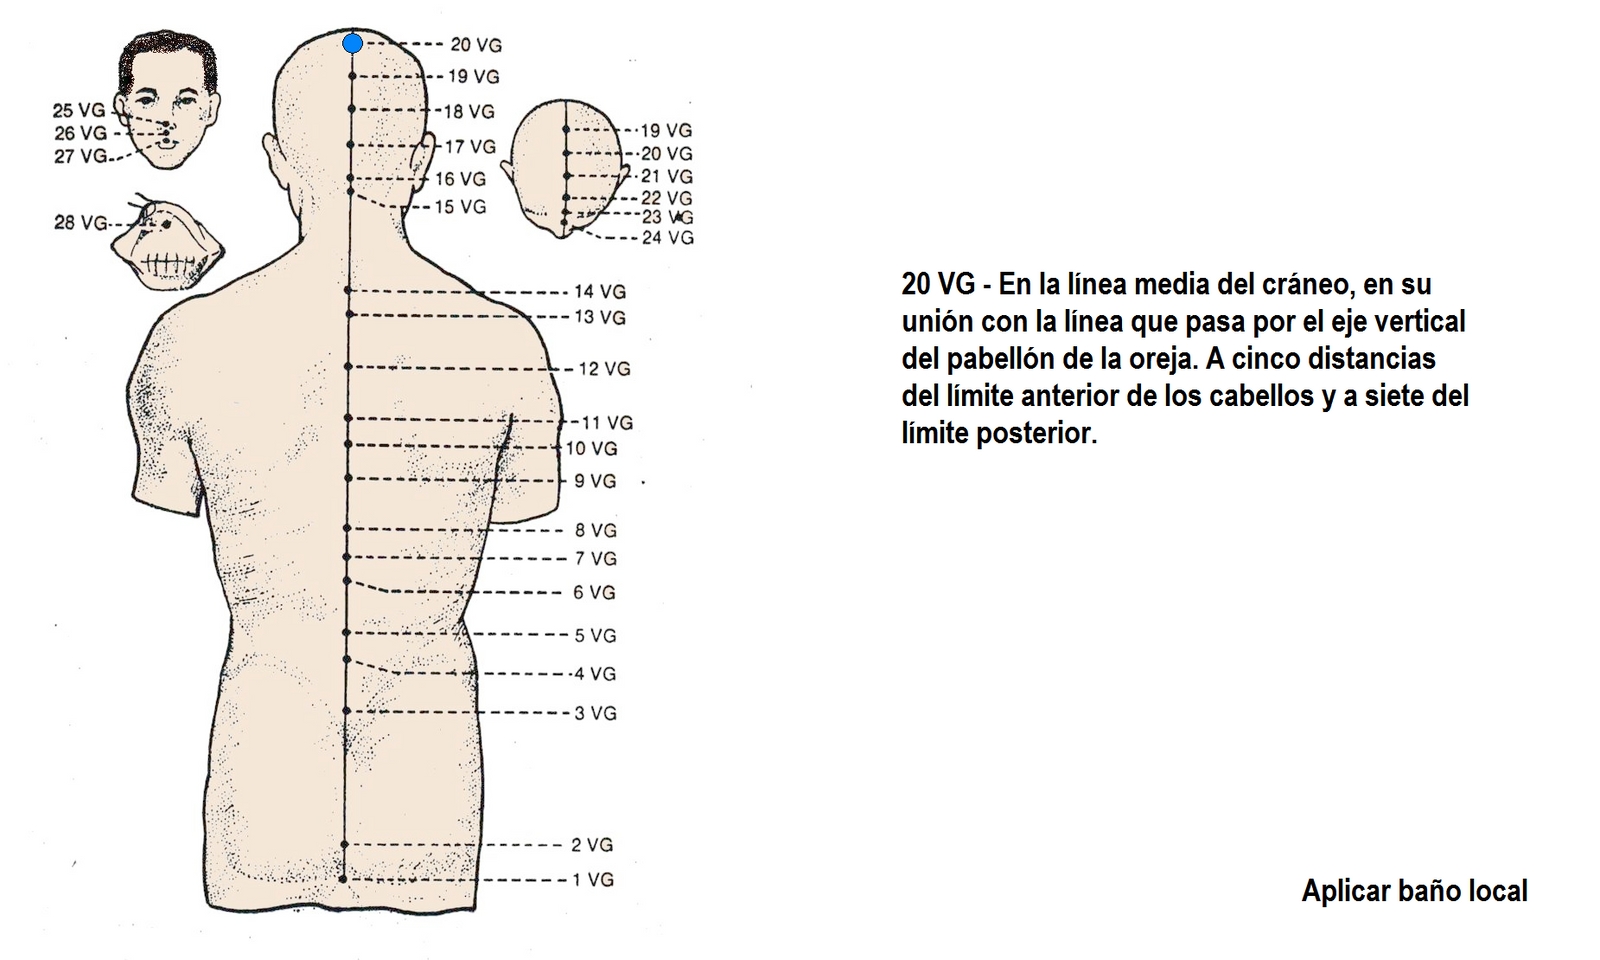 20 VG
19 VG
18 VG
17 VG
16 VG
15 VG
25 VG
26 VG
27 VG
28 VG
19 VG
20 VG
21 VG
22 VG
23 VG
24 VG
14 VG
13 VG
12 VG
11 VG
10 VG
9 VG
8 VG
7 VG
6 VG
5 VG
4 VG
3 VG
2 VG
1 VG
20 VG - En la línea media del cráneo, en su
unión con la línea que pasa por el eje vertical
del pabellón de la oreja. A cinco distancias
del límite anterior de los cabellos y a siete del
límite posterior.
Aplicar baño local